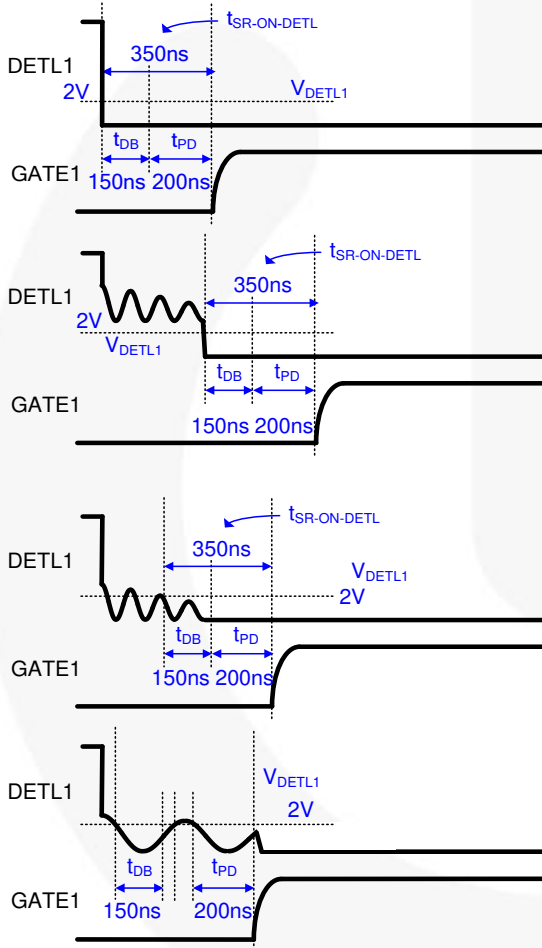 tSR-ON-DETL
350ns
DETL1
2V
VDETL1
tDB tPD
GATE1
150ns 200ns
tSR-ON-DETL
350ns
DETL1
2V
VDETL1
tDB tPD
GATE1
150ns 200ns
tSR-ON-DETL
350ns
DETL1
VDETL1
2V
tDB tPD
GATE1
150ns 200ns
VDETL1
DETL1
2V
tDB tPD
GATE1
150ns 200ns